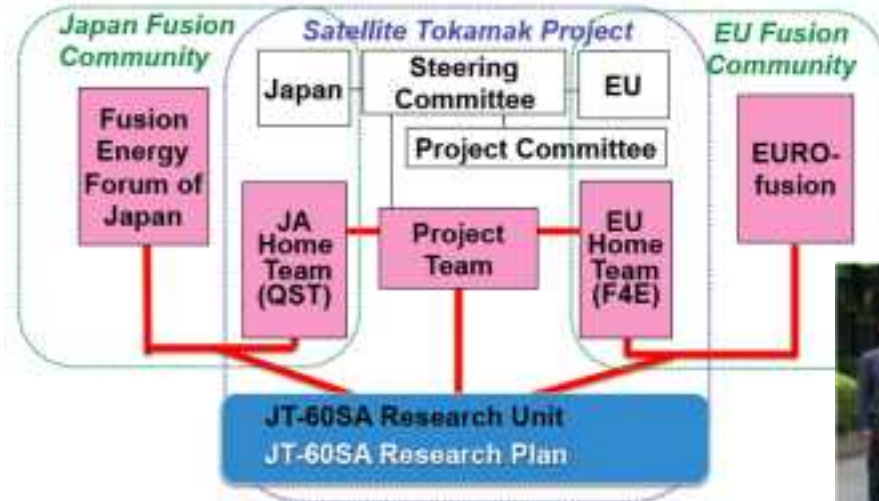 Japan Fusion
Community
Satellite Tokamak Project
EU Fusion
Community
Japan
Steering
Committee
EU
Project Committee
Fusion
Energy
Forum of
Japan
JA
Home
Team
(QST)
Project
Team
EU
Home
Team
(F4E)
EURO-
fusion
JT-60SA Research Unit
JT-60SA Research Plan